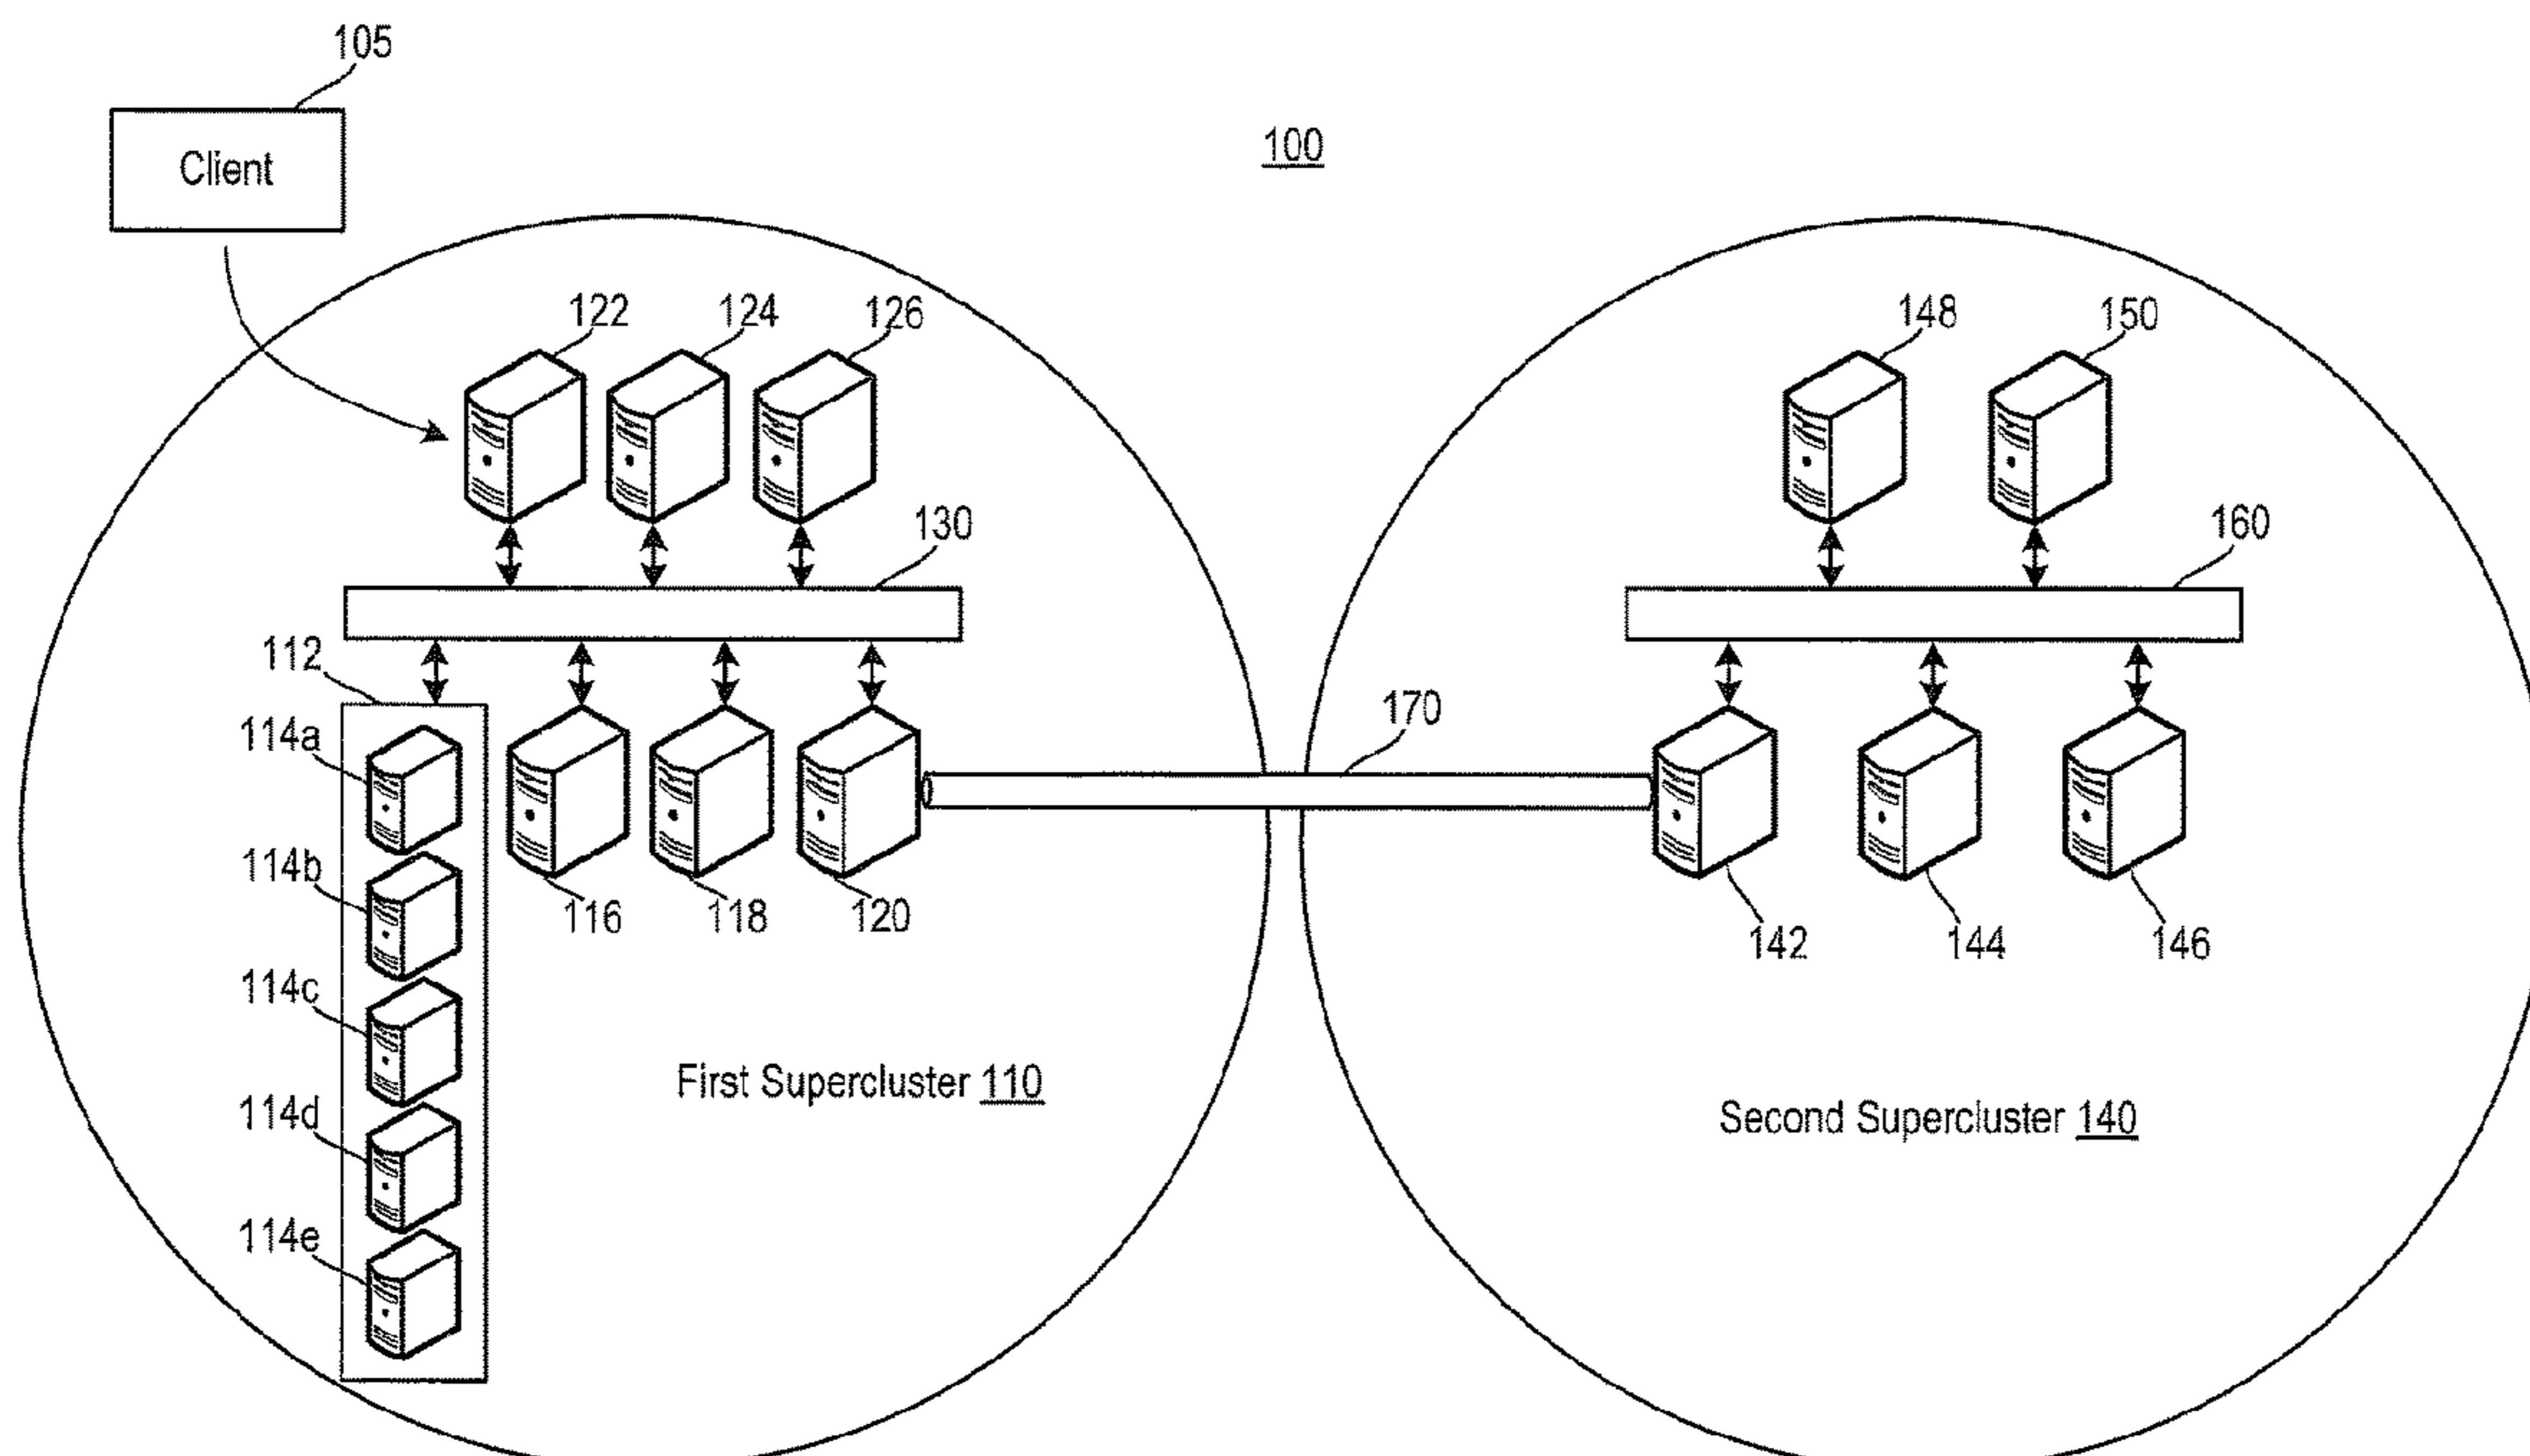 105
Client
100
122
124
126
148
150
130
160
112
114a
170
114b
116
118
120
142
144
146
114c
First Supercluster 110
114d
Second Supercluster 140
114e